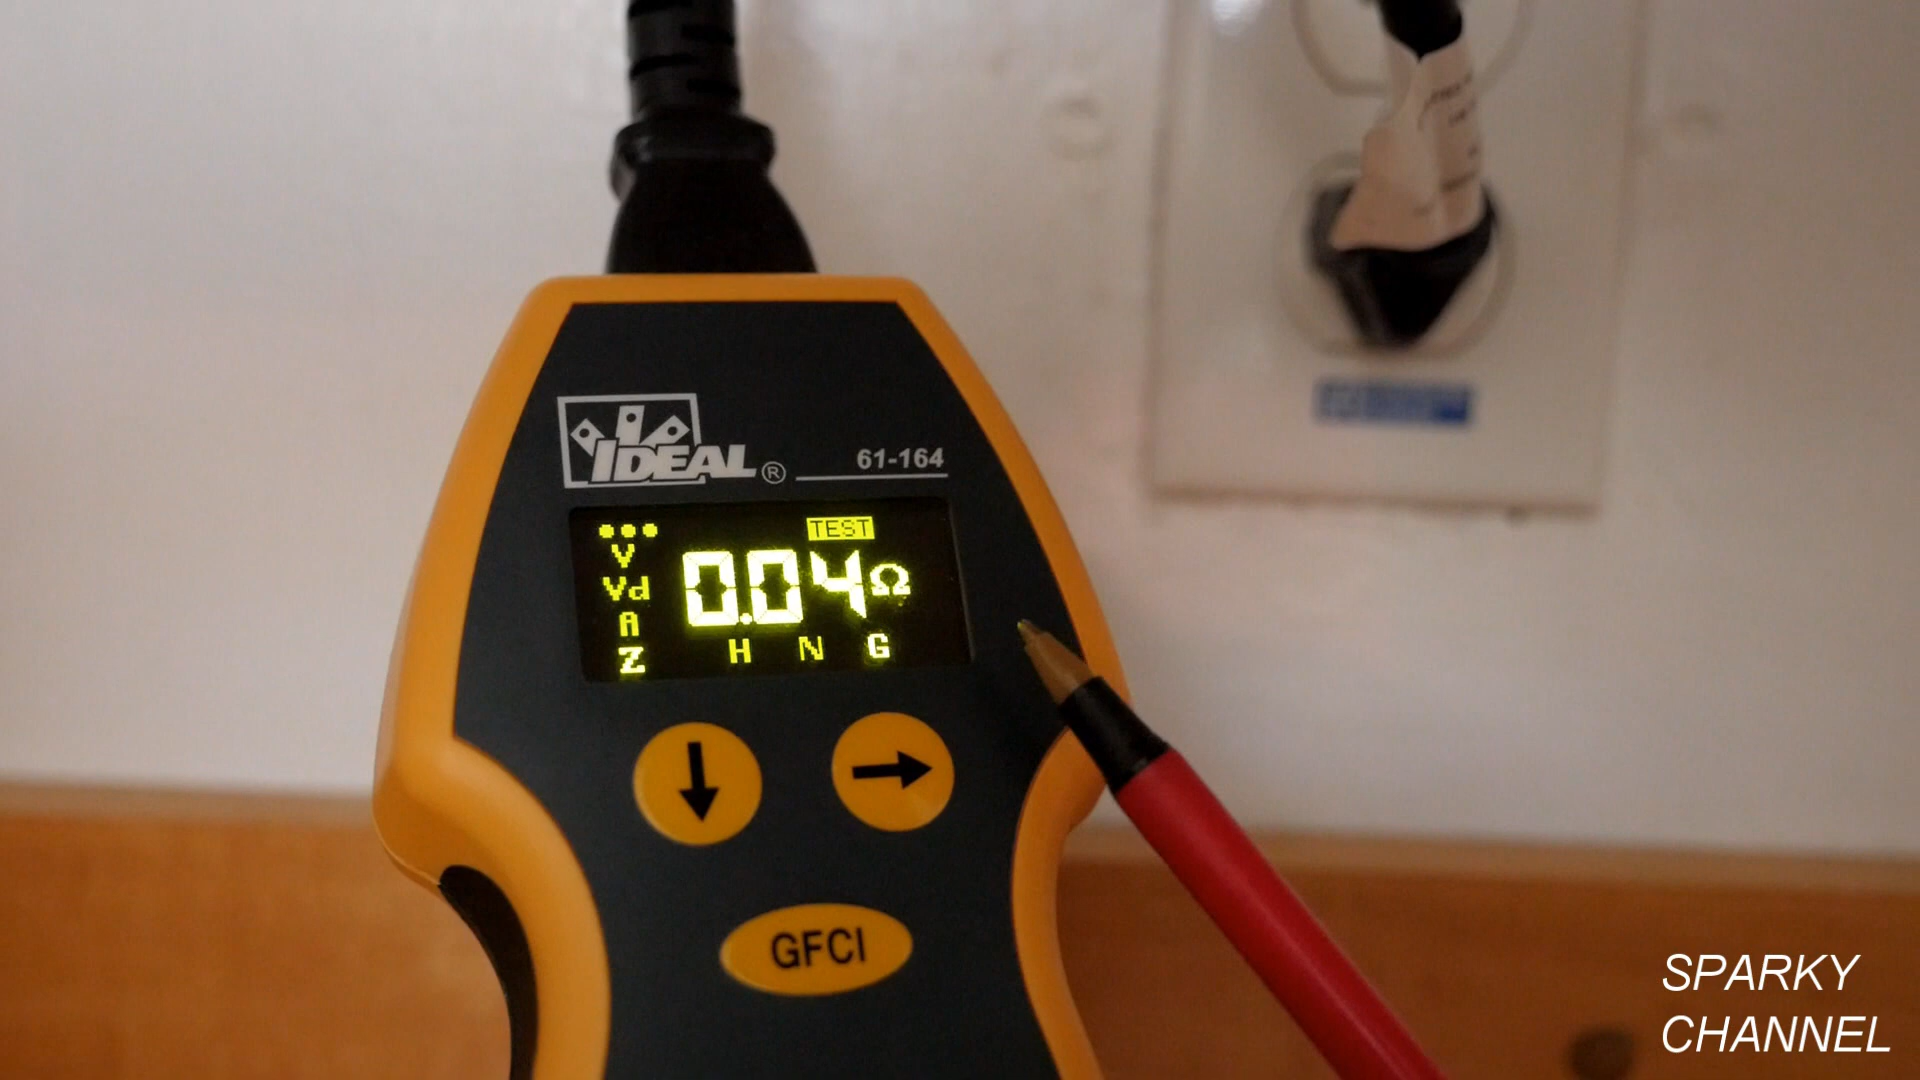 IDEAL®
61-164
TEST
V
Vd
A
Z
0.04Ω
H N G
GFCI
SPARKY
CHANNEL